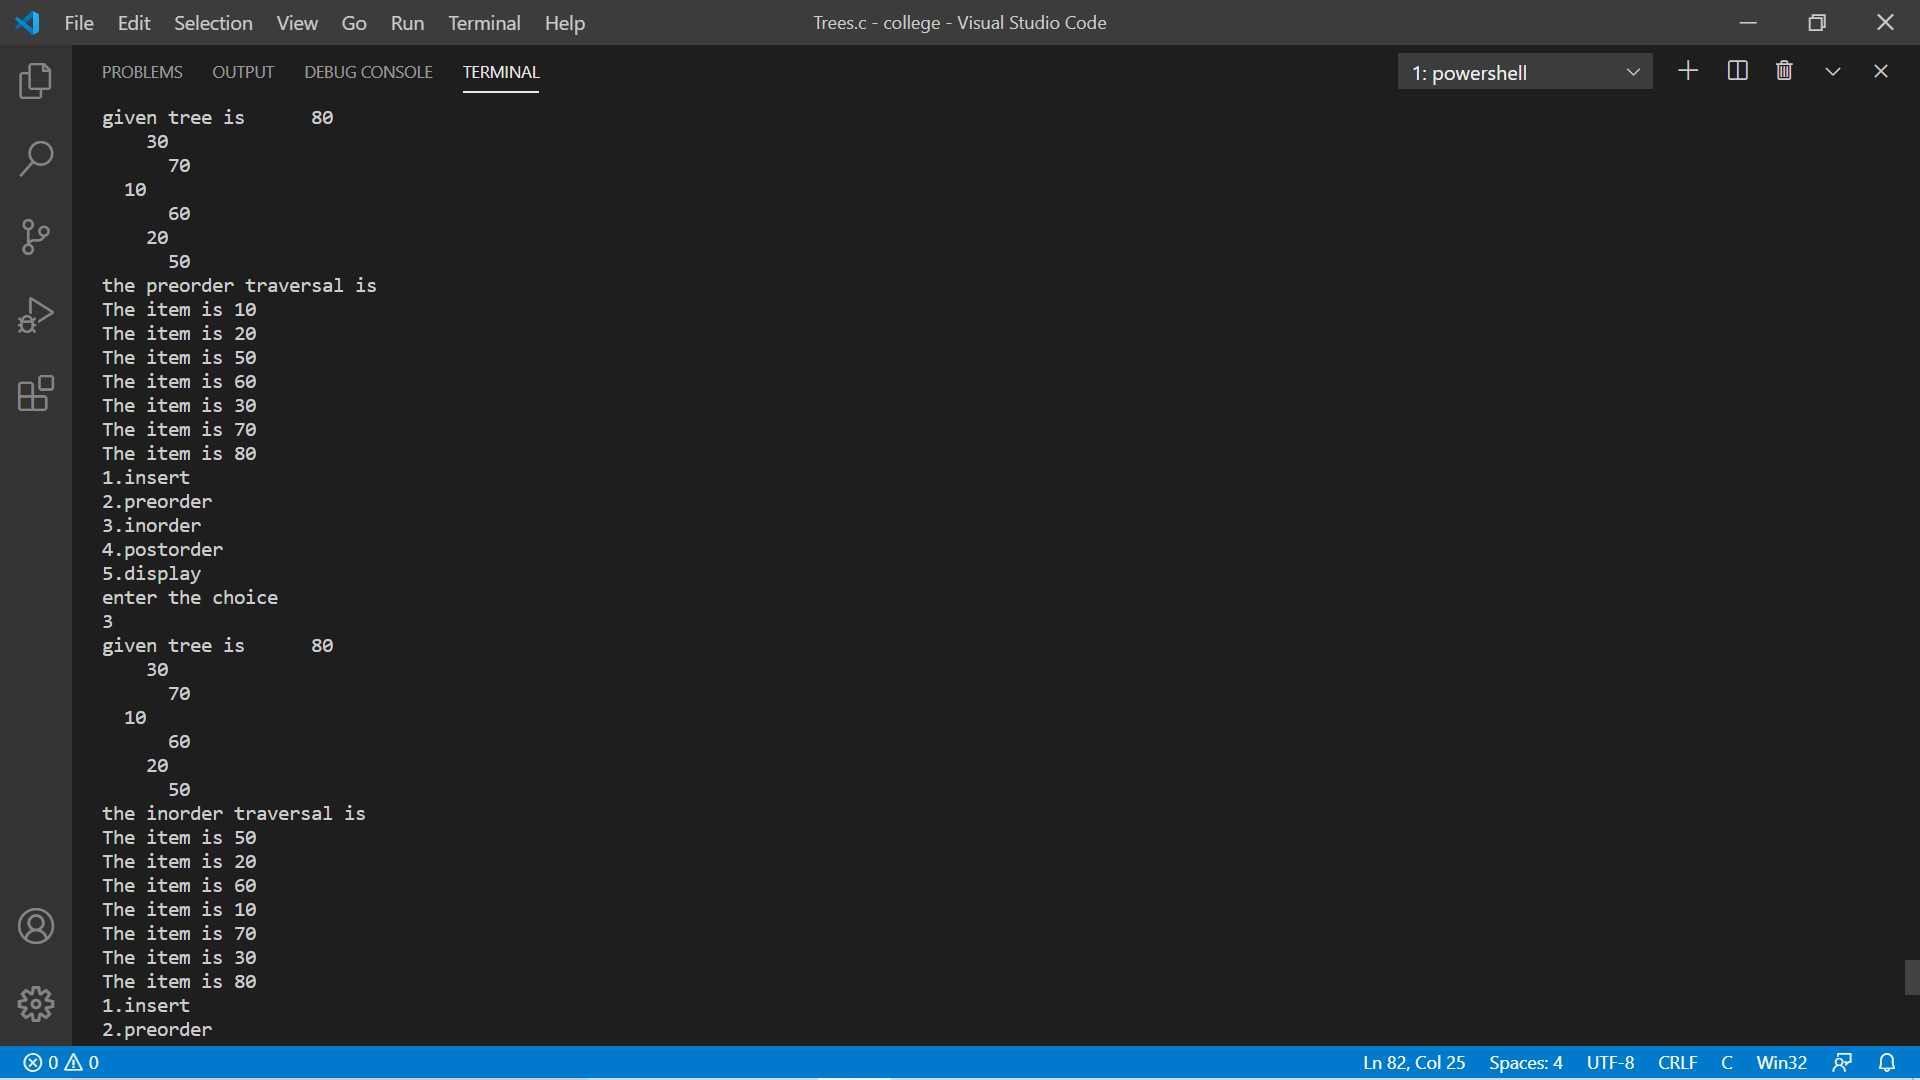 File Edit Selection View Go Run Terminal Help Trees.c - college - Visual Studio Code
PROBLEMS OUTPUT DEBUG CONSOLE TERMINAL 1: powershell
given tree is      80
    30
      70
  10
      60
    20
      50
the preorder traversal is
The item is 10
The item is 20
The item is 50
The item is 60
The item is 30
The item is 70
The item is 80
1.insert
2.preorder
3.inorder
4.postorder
5.display
enter the choice
3
given tree is      80
    30
      70
  10
      60
    20
      50
the inorder traversal is
The item is 50
The item is 20
The item is 60
The item is 10
The item is 70
The item is 30
The item is 80
1.insert
2.preorder
0 0 Ln 82, Col 25 Spaces: 4 UTF-8 CRLF C Win32